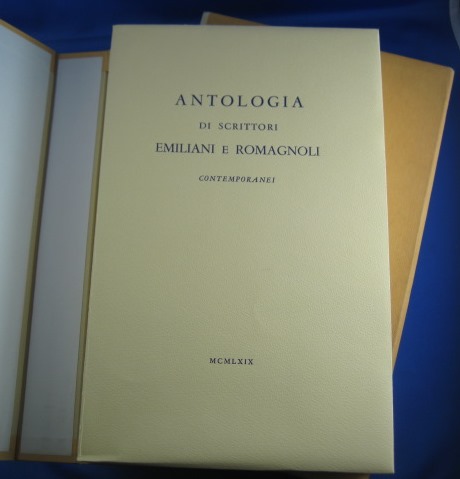 ANTOLOGIA
DI SCRITTORI
EMILIANI E ROMAGNOLI
CONTEMPORANEI
MCMLXIX